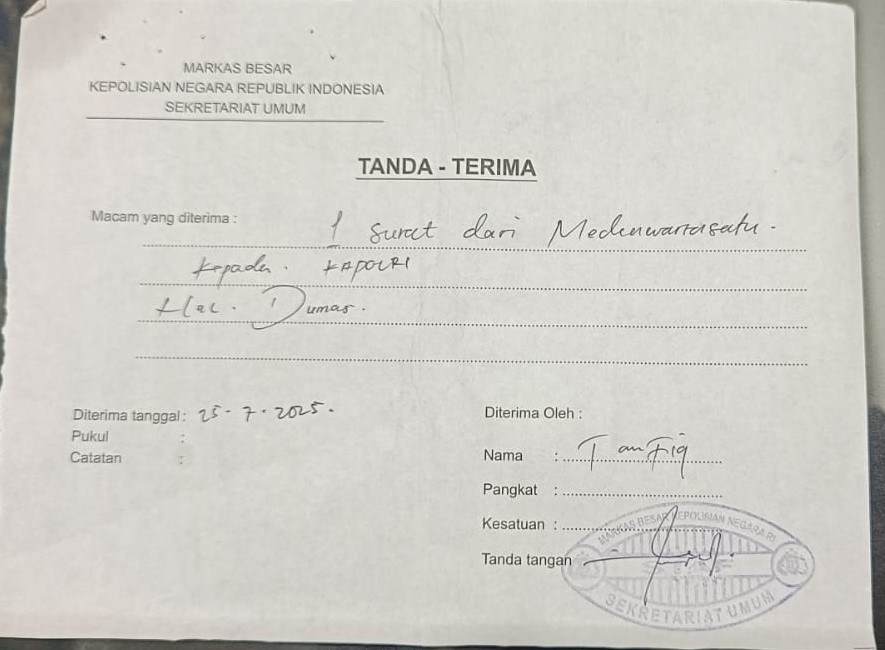 MARKAS BESAR
KEPOLISIAN NEGARA REPUBLIK INDONESIA
SEKRETARIAT UMUM
TANDA - TERIMA
Macam yang diterima : 1 Surat dari Medanwartasatu.
Kepada. KAPOLRI
Hal. Dumas.
Diterima tanggal : 25-7-2025.
Pukul :
Catatan :
Diterima Oleh :
Nama : Taufiq
Pangkat :
Kesatuan :
Tanda tangan
MARKAS BESAR KEPOLISIAN NEGARA RI
SEKRETARIAT UMUM